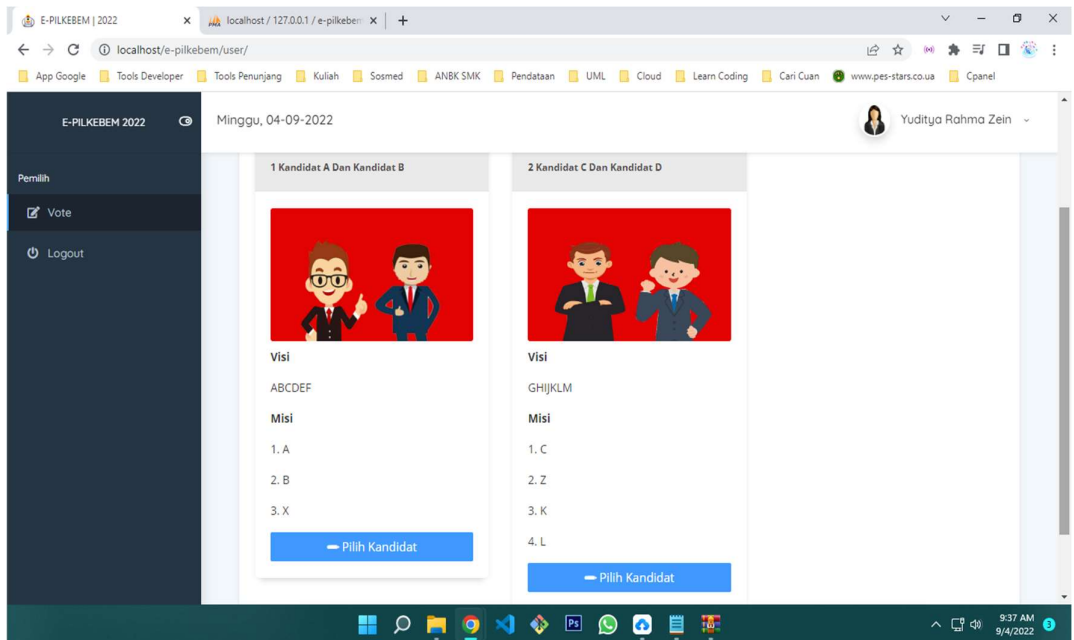 E-PILKEBEM | 2022
localhost / 127.0.0.1 / e-pilkebem
localhost/e-pilkebem/user/
App Google Tools Developer Tools Penunjang Kuliah Sosmed ANBK SMK Pendataan UML Cloud Learn Coding Cari Cuan www.pes-stars.co.ua Cpanel
E-PILKEBEM 2022
Minggu, 04-09-2022
Yuditya Rahma Zein
Pemilih
Vote
Logout
1 Kandidat A Dan Kandidat B
Visi
ABCDEF
Misi
1. A
2. B
3. X
Pilih Kandidat
2 Kandidat C Dan Kandidat D
Visi
GHIJKLM
Misi
1. C
2. Z
3. K
4. L
Pilih Kandidat
Ps
9:37 AM
9/4/2022
3